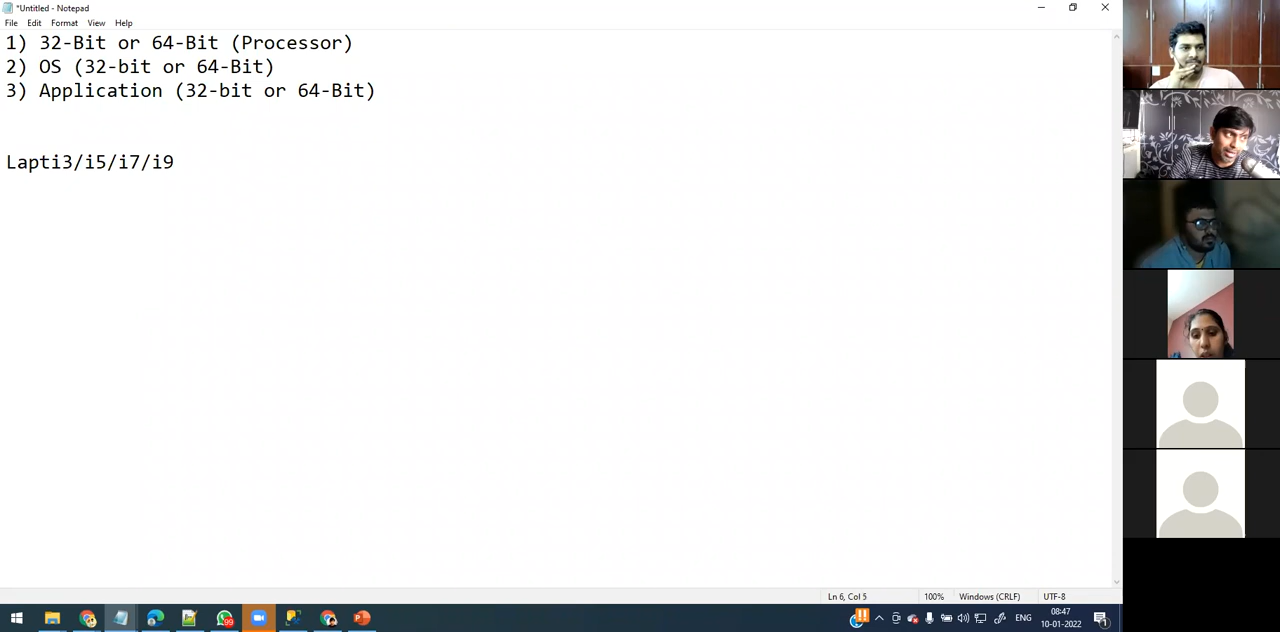 *Untitled - Notepad
File Edit Format View Help
1) 32-Bit or 64-Bit (Processor)
2) OS (32-bit or 64-Bit)
3) Application (32-bit or 64-Bit)
Lapti3/i5/i7/i9
Ln 6, Col 5 100% Windows (CRLF) UTF-8
99 ENG 08:47
10-01-2022 1